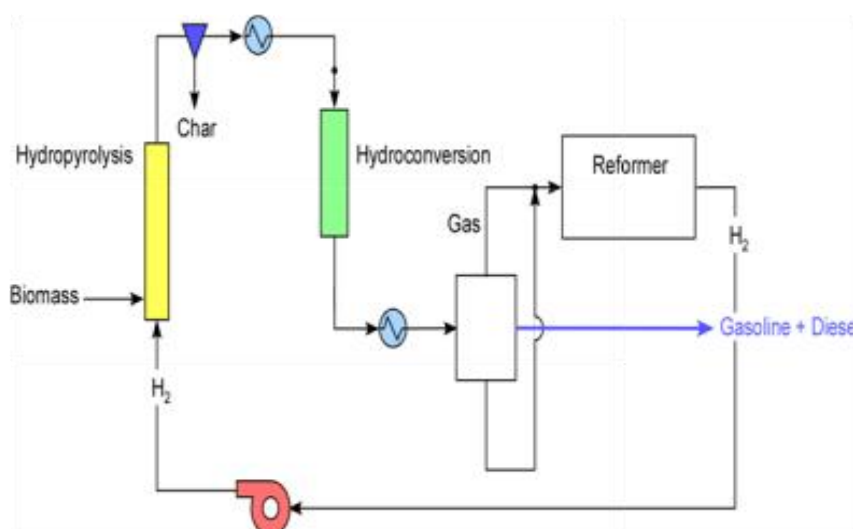 Char
Hydropyrolysis
Hydroconversion
Reformer
Gas
H2
Biomass
Gasoline + Diese
H2